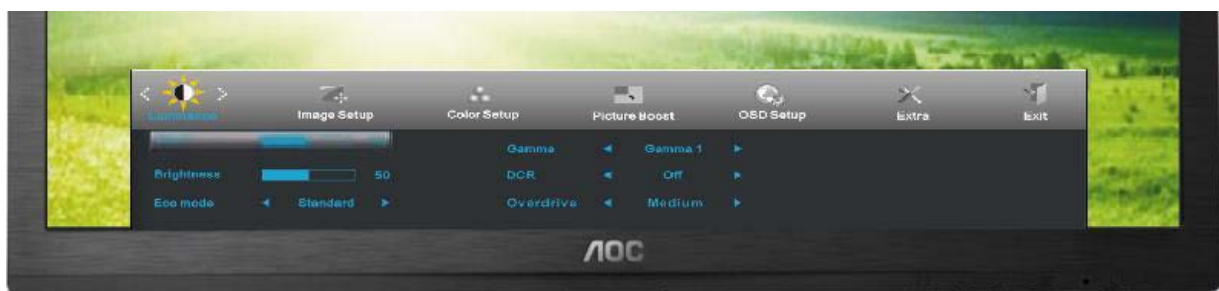 Luminance Image Setup Color Setup Picture Boost OSD Setup Extra Exit
Gamma Gamma 1
Brightness 50 DCR Off
Eco mode Standard Overdrive Medium
AOC